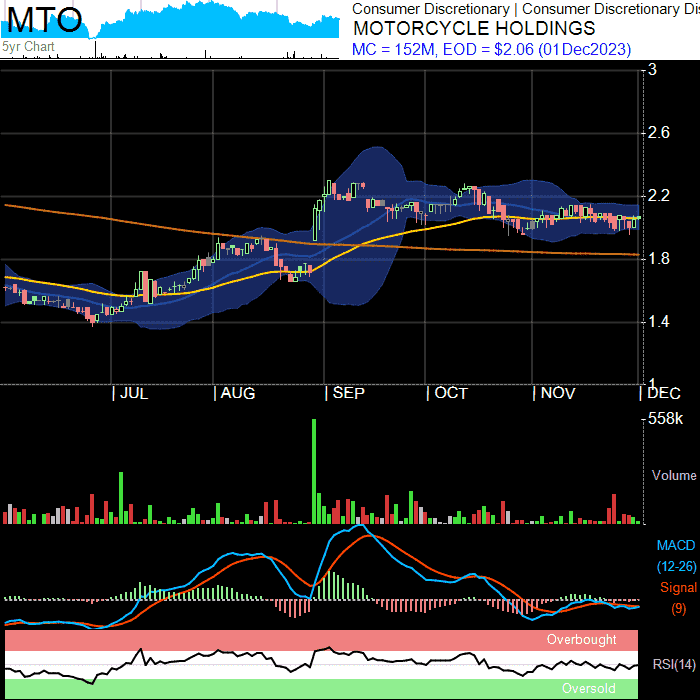 MTO
5yr Chart
Consumer Discretionary | Consumer Discretionary Dis
MOTORCYCLE HOLDINGS
MC = 152M, EOD = $2.06 (01Dec2023)
3
2.6
2.2
1.8
1.4
1
JUL AUG SEP OCT NOV DEC
558k
Volume
MACD
(12-26)
Signal
(9)
Overbought
RSI(14)
Oversold